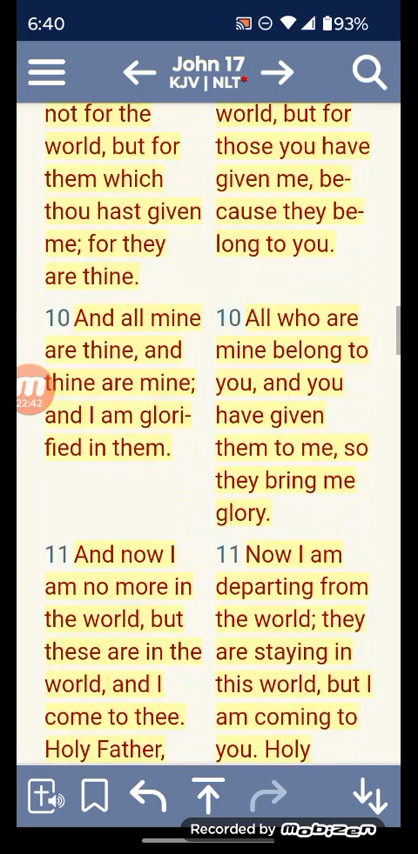 6:40
93%
John 17
KJV | NLT*
not for the
world, but for
them which
thou hast given
me; for they
are thine.
10 And all mine
are thine, and
thine are mine;
and I am glori-
fied in them.
11 And now I
am no more in
the world, but
these are in the
world, and I
come to thee.
Holy Father,
world, but for
those you have
given me, be-
cause they be-
long to you.
10 All who are
mine belong to
you, and you
have given
them to me, so
they bring me
glory.
11 Now I am
departing from
the world; they
are staying in
this world, but I
am coming to
you. Holy
22:42
Recorded by mobizen